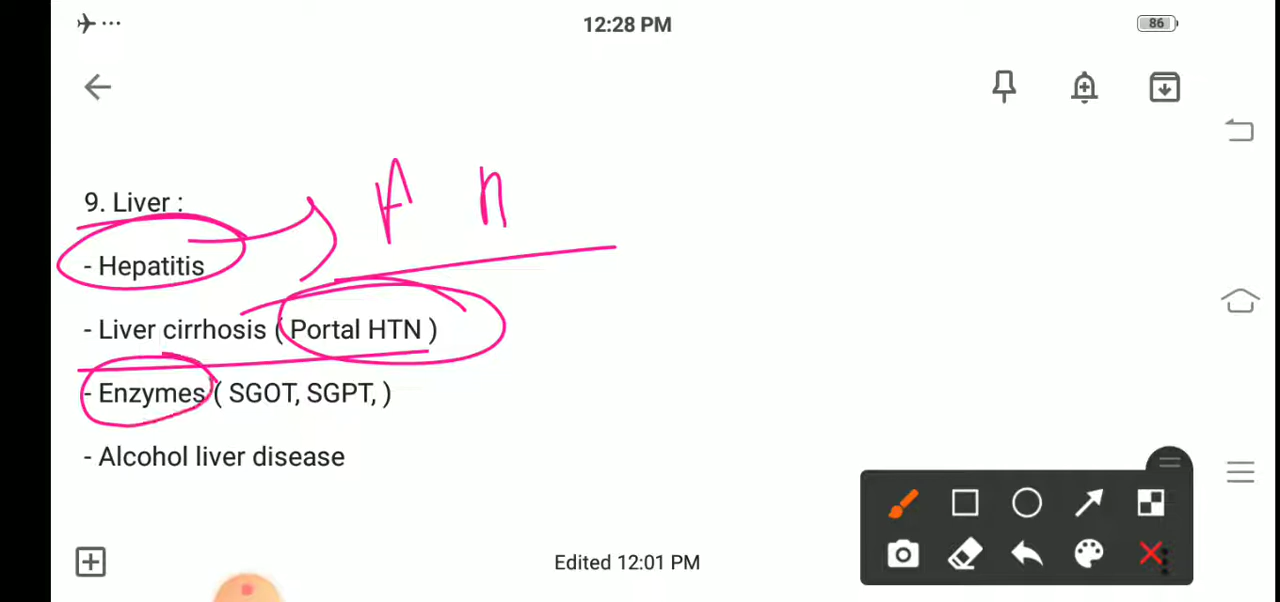 12:28 PM
86
9. Liver :
- Hepatitis
- Liver cirrhosis ( Portal HTN )
- Enzymes ( SGOT, SGPT, )
- Alcohol liver disease
Edited 12:01 PM